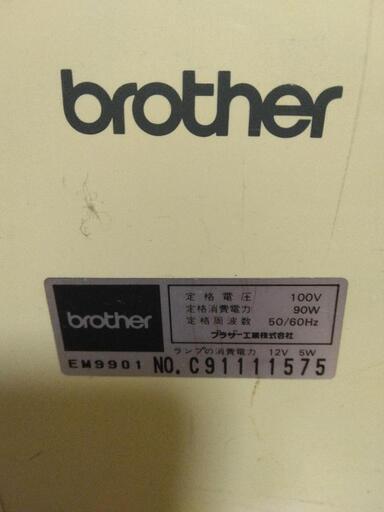 brother
brother
定格電圧 100V
定格消費電力 90W
定格周波数 50/60Hz
ブラザー工業株式会社
ランプの消費電力 12V 5W
EM9901 NO.C91111575